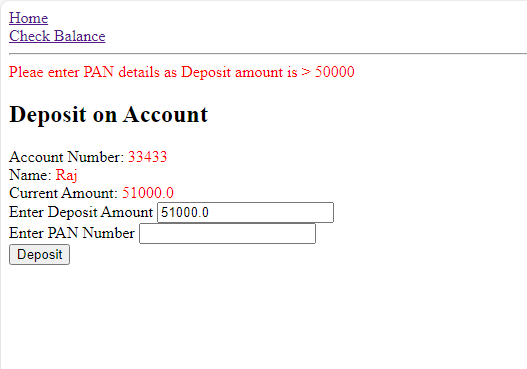 Home
Check Balance
Pleae enter PAN details as Deposit amount is > 50000
Deposit on Account
Account Number: 33433
Name: Raj
Current Amount: 51000.0
Enter Deposit Amount 51000.0
Enter PAN Number
Deposit